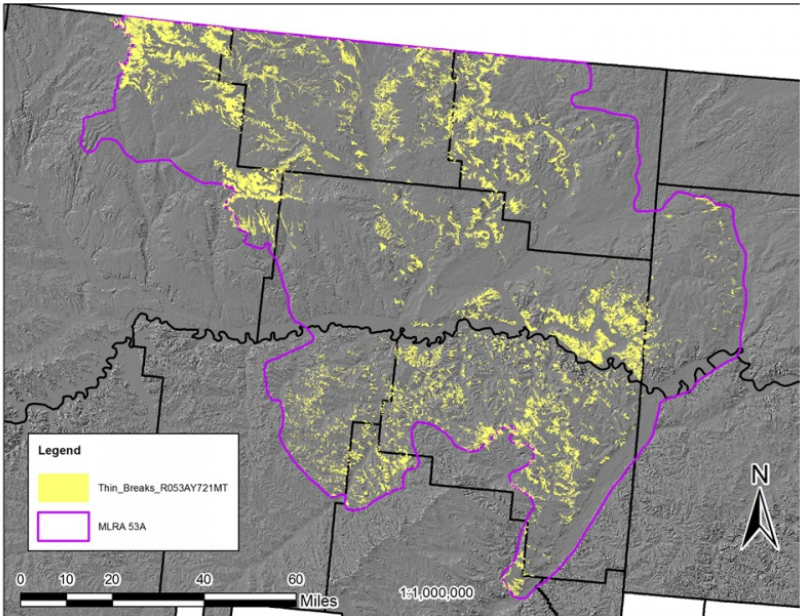 N
Legend
Thin_Breaks_R053AY721MT
MLRA 53A
0 10 20 40 60
Miles
1:1,000,000